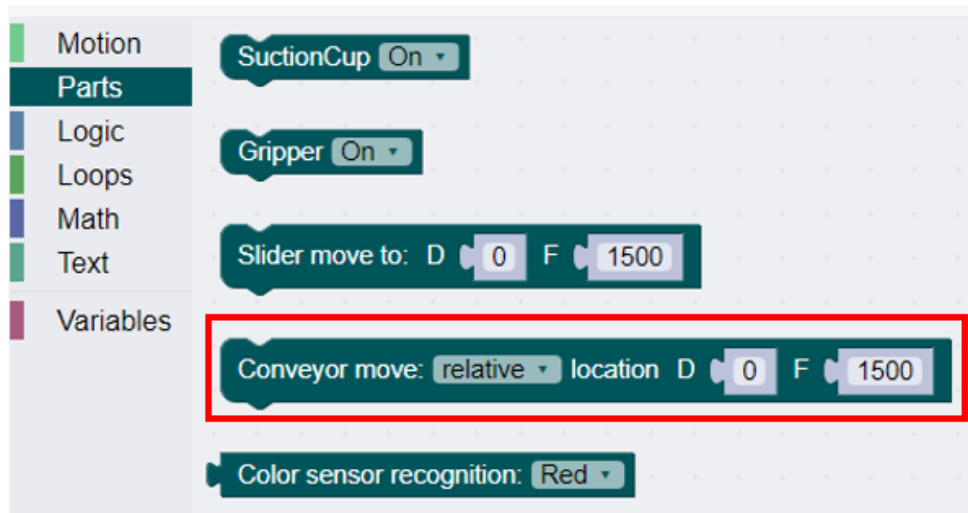 Motion
Parts
Logic
Loops
Math
Text
Variables
SuctionCup On
Gripper On
Slider move to: D 0 F 1500
Conveyor move: relative location D 0 F 1500
Color sensor recognition: Red